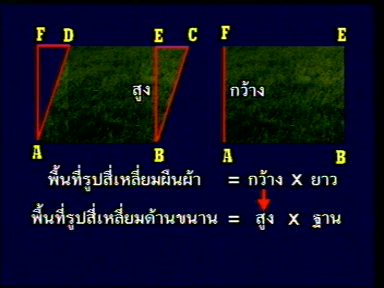 F D E C F E
สูง กว้าง
A B A B
พื้นที่รูปสี่เหลี่ยมผืนผ้า = กว้าง X ยาว
พื้นที่รูปสี่เหลี่ยมด้านขนาน = สูง X ฐาน